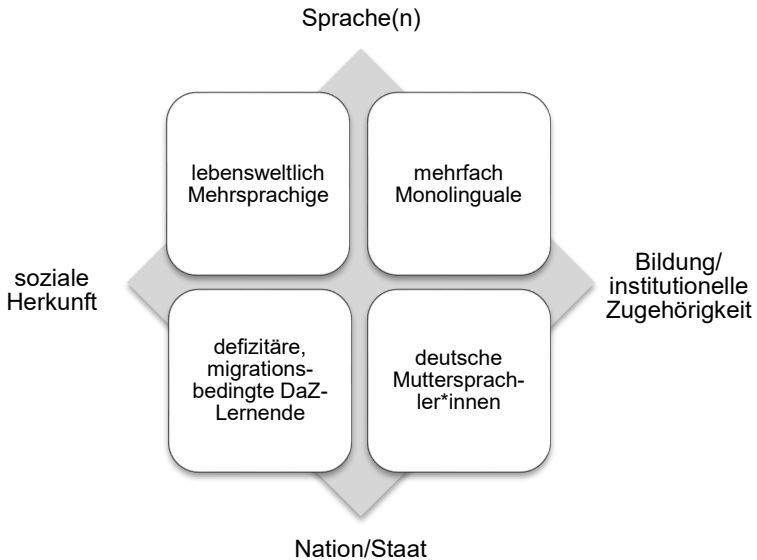 Sprache(n)
lebensweltlich
Mehrsprachige
mehrfach
Monolinguale
soziale
Herkunft
Bildung/
institutionelle
Zugehörigkeit
defizitäre,
migrations-
bedingte DaZ-
Lernende
deutsche
Muttersprach-
ler*innen
Nation/Staat